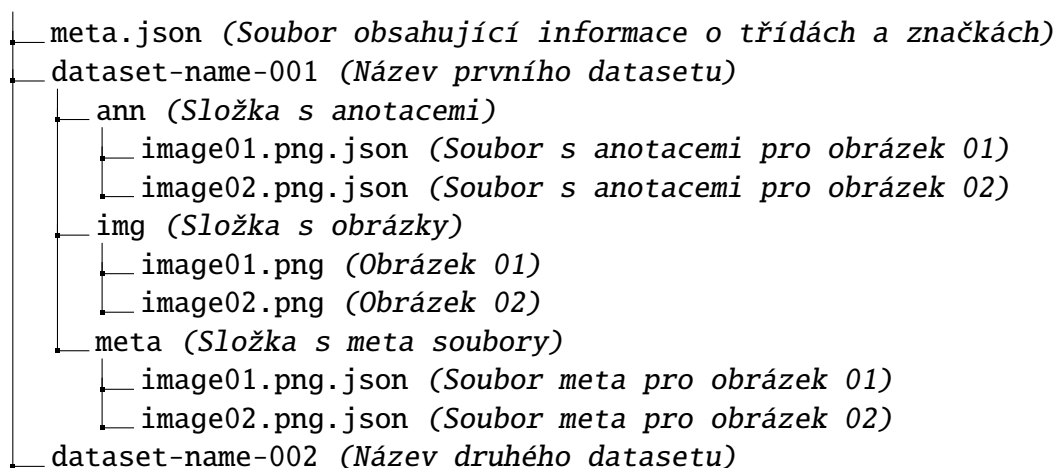 meta.json (Soubor obsahující informace o třídách a značkách)
dataset-name-001 (Název prvního datasetu)
ann (Složka s anotacemi)
image01.png.json (Soubor s anotacemi pro obrázek 01)
image02.png.json (Soubor s anotacemi pro obrázek 02)
img (Složka s obrázky)
image01.png (Obrázek 01)
image02.png (Obrázek 02)
meta (Složka s meta soubory)
image01.png.json (Soubor meta pro obrázek 01)
image02.png.json (Soubor meta pro obrázek 02)
dataset-name-002 (Název druhého datasetu)